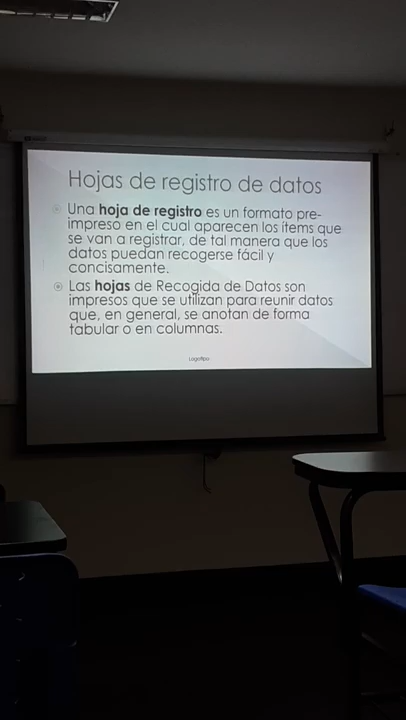 Hojas de registro de datos
Una hoja de registro es un formato pre-
impreso en el cual aparecen los ítems que
se van a registrar, de tal manera que los
datos puedan recogerse fácil y
concisamente.
Las hojas de Recogida de Datos son
impresos que se utilizan para reunir datos
que, en general, se anotan de forma
tabular o en columnas.
Logotipo